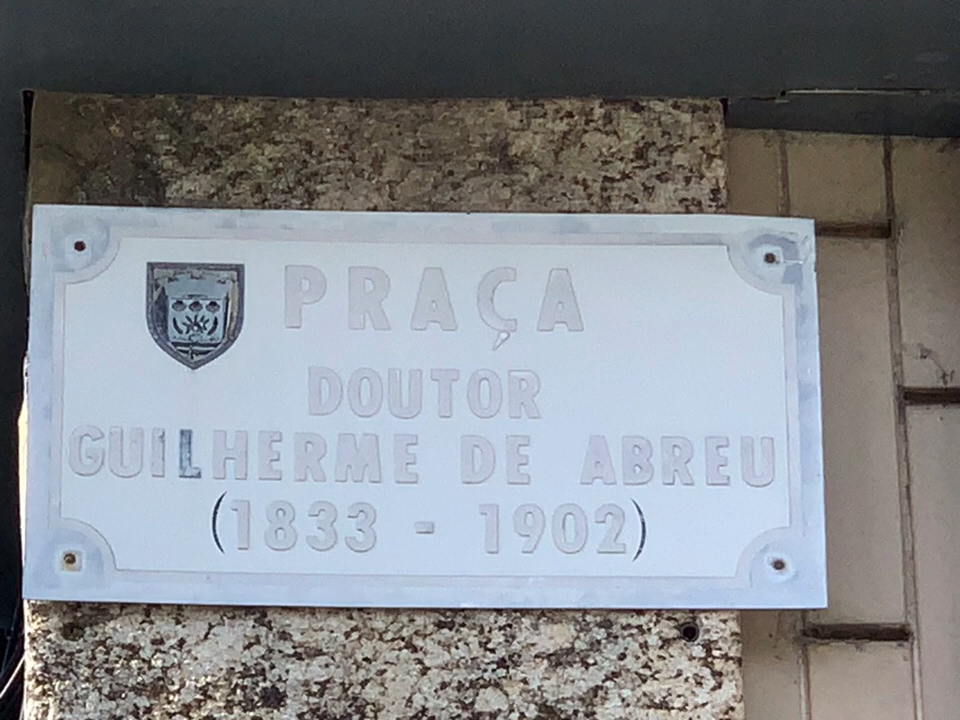 PRAÇA
DOUTOR
GUILHERME DE ABREU
(1833 - 1902)